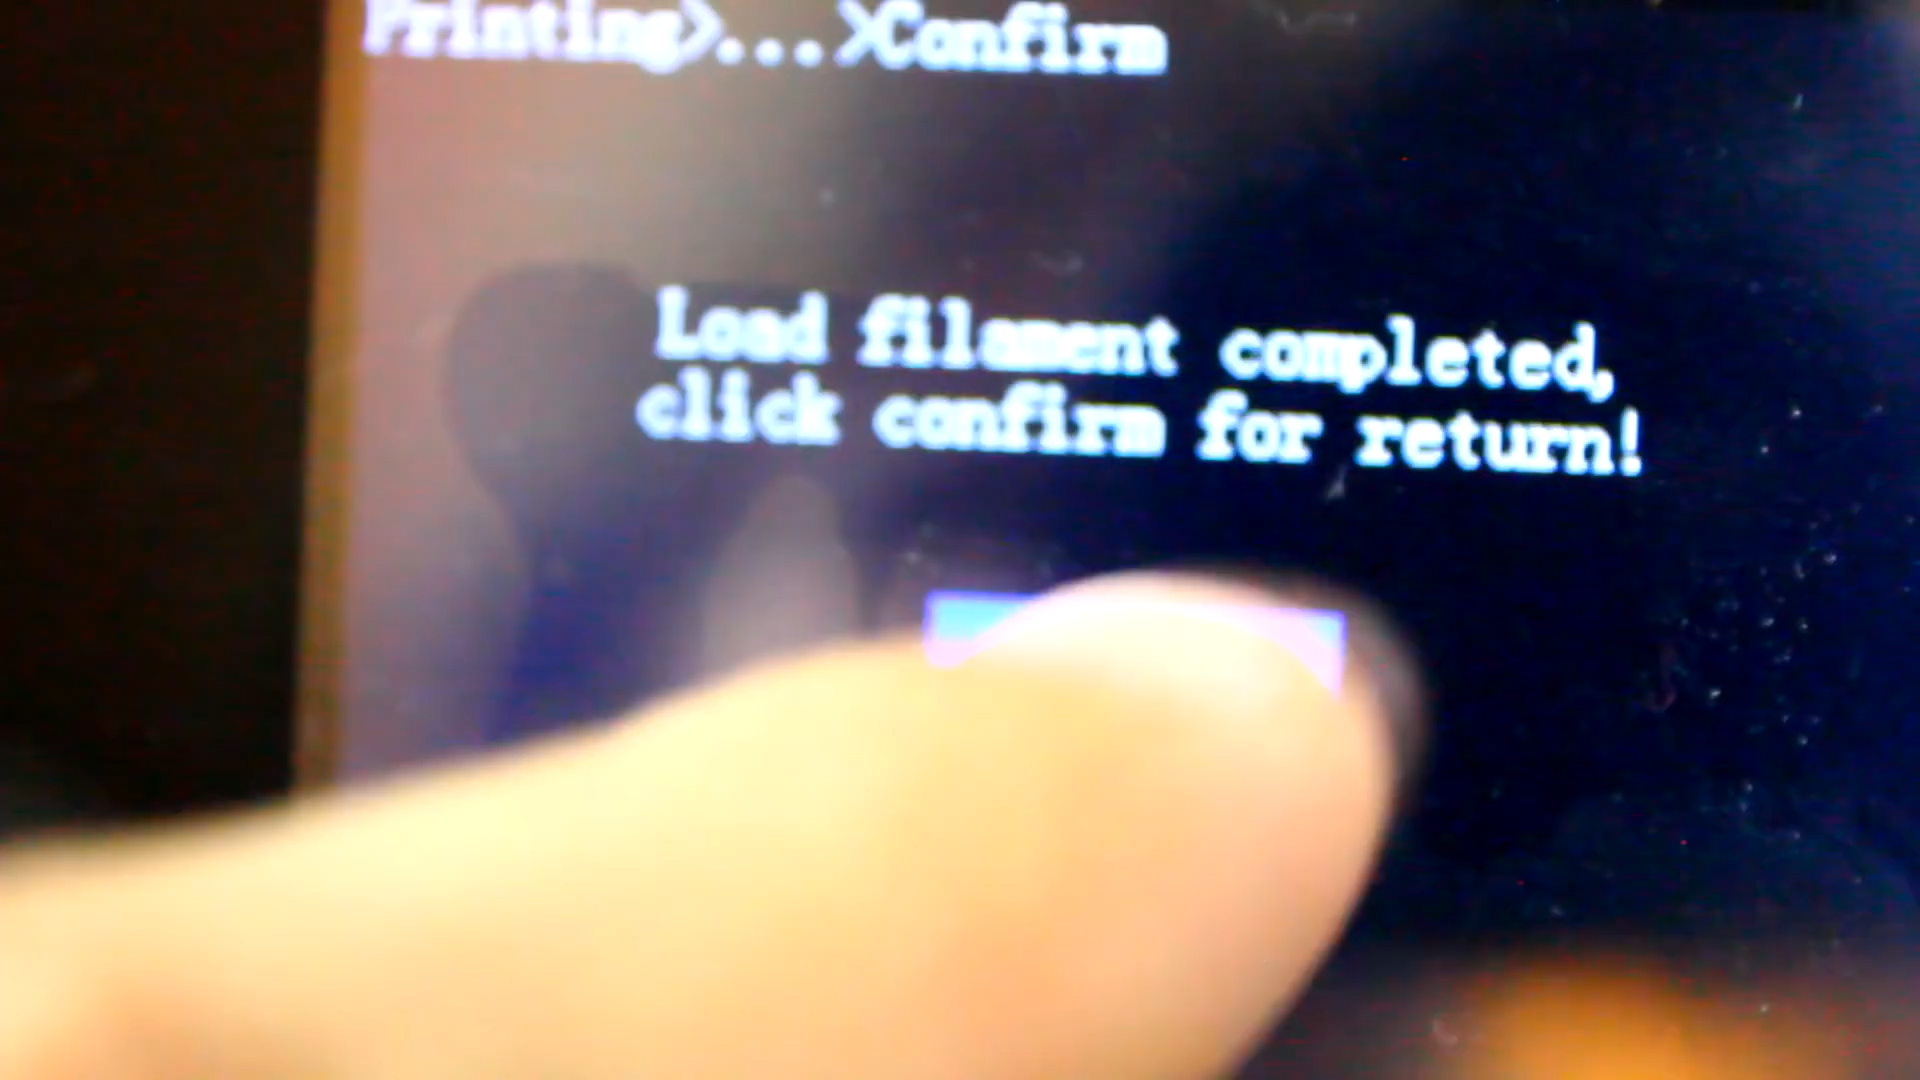 Printing>...>Confirm
Load filament completed,
click confirm for return!